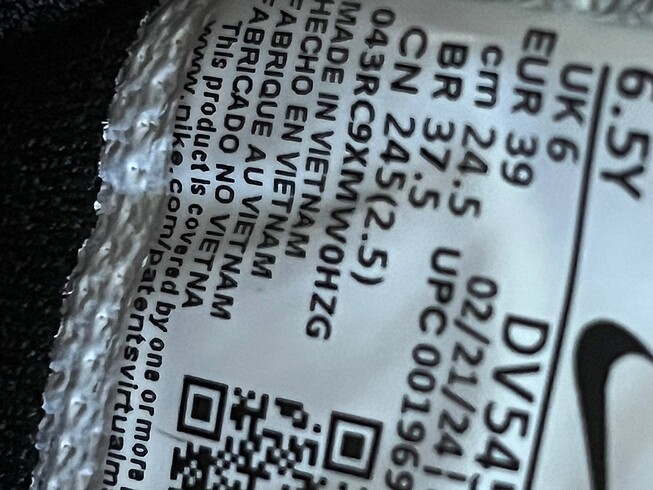 6.5Y
UK 6
EUR 39
DV545
cm 24.5
02/21/24
BR 37.5
UPC 001969
CN 245(2.5)
043RC9XMW0HZG
MADE IN VIETNAM
HECHO EN VIETNAM
FABRIQUE AU VIETNAM
FABRICADO NO VIETNAM
This product is covered by one or more
www.nike.com/patentsvirtualm